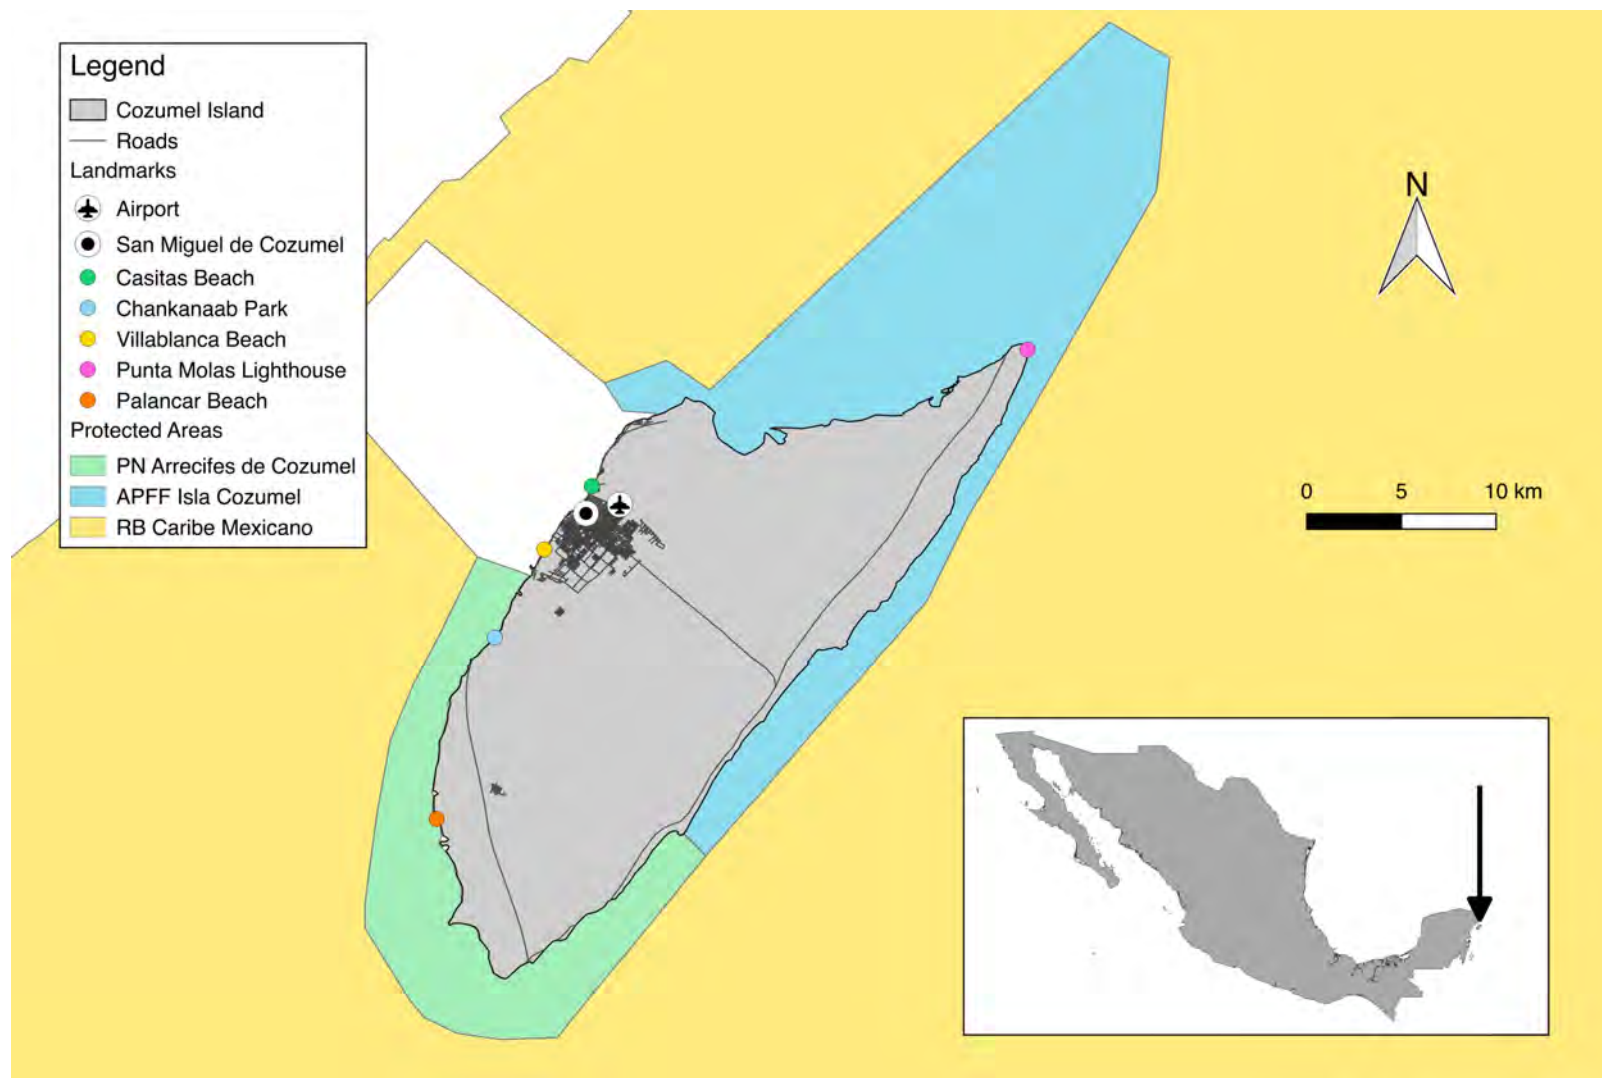 Legend
Cozumel Island
Roads
Landmarks
Airport
San Miguel de Cozumel
Casitas Beach
Chankanaab Park
Villablanca Beach
Punta Molas Lighthouse
Palancar Beach
Protected Areas
PN Arrecifes de Cozumel
APFF Isla Cozumel
RB Caribe Mexicano
N
0 5 10 km